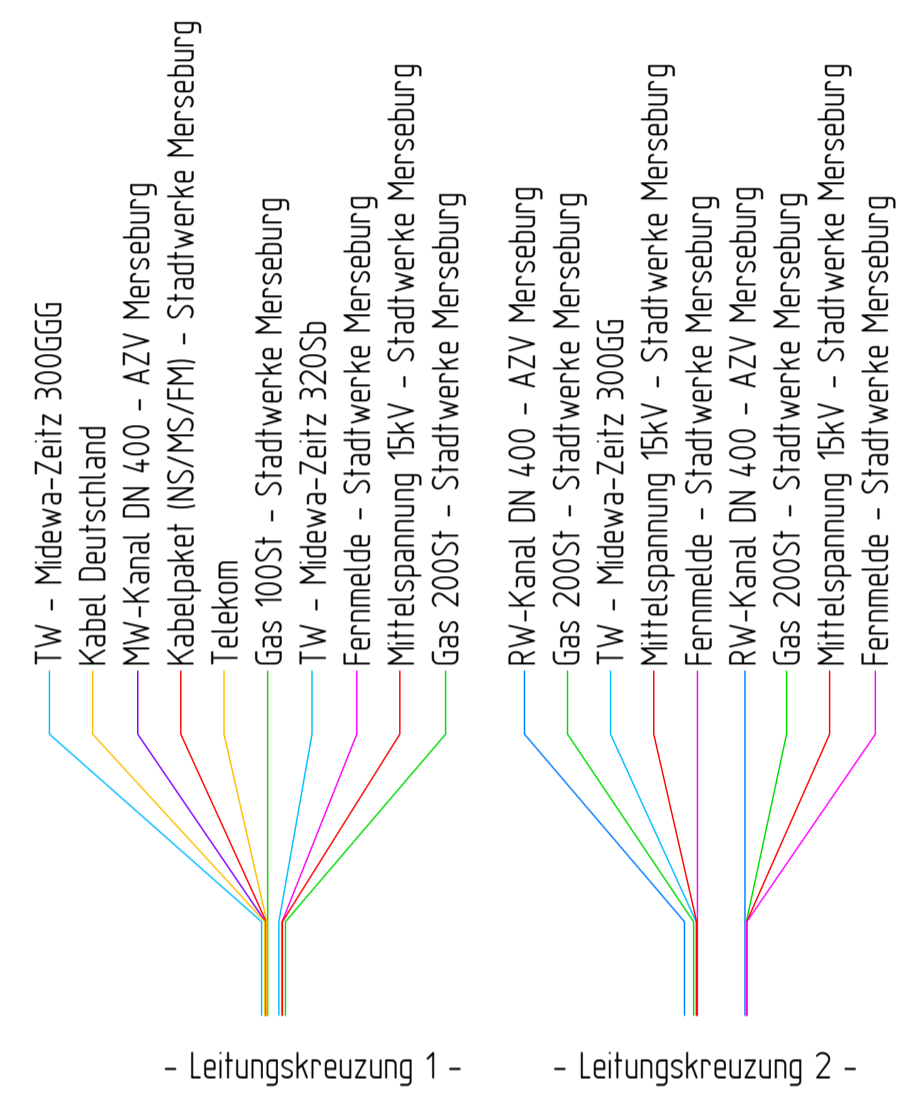 TW - Midewa-Zeitz 300GGG
Kabel Deutschland
MW-Kanal DN 400 - AZV Merseburg
Kabelpaket (NS/MS/FM) - Stadtwerke Merseburg
Telekom
Gas 100St - Stadtwerke Merseburg
TW - Midewa-Zeitz 320Sb
Fernmelde - Stadtwerke Merseburg
Mittelspannung 15kV - Stadtwerke Merseburg
Gas 200St - Stadtwerke Merseburg
RW-Kanal DN 400 - AZV Merseburg
Gas 200St - Stadtwerke Merseburg
TW - Midewa-Zeitz 300GG
Mittelspannung 15kV - Stadtwerke Merseburg
Fernmelde - Stadtwerke Merseburg
RW-Kanal DN 400 - AZV Merseburg
Gas 200St - Stadtwerke Merseburg
Mittelspannung 15kV - Stadtwerke Merseburg
Fernmelde - Stadtwerke Merseburg
- Leitungskreuzung 1 -
- Leitungskreuzung 2 -